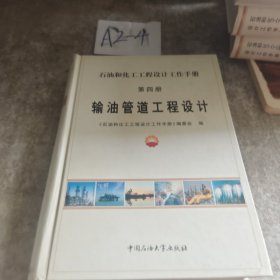 A2-4
石油和化工工程设计工作手册
第四册
输油管道工程设计
《石油和化工工程设计工作手册》编委会 编
中国石油大学出版社